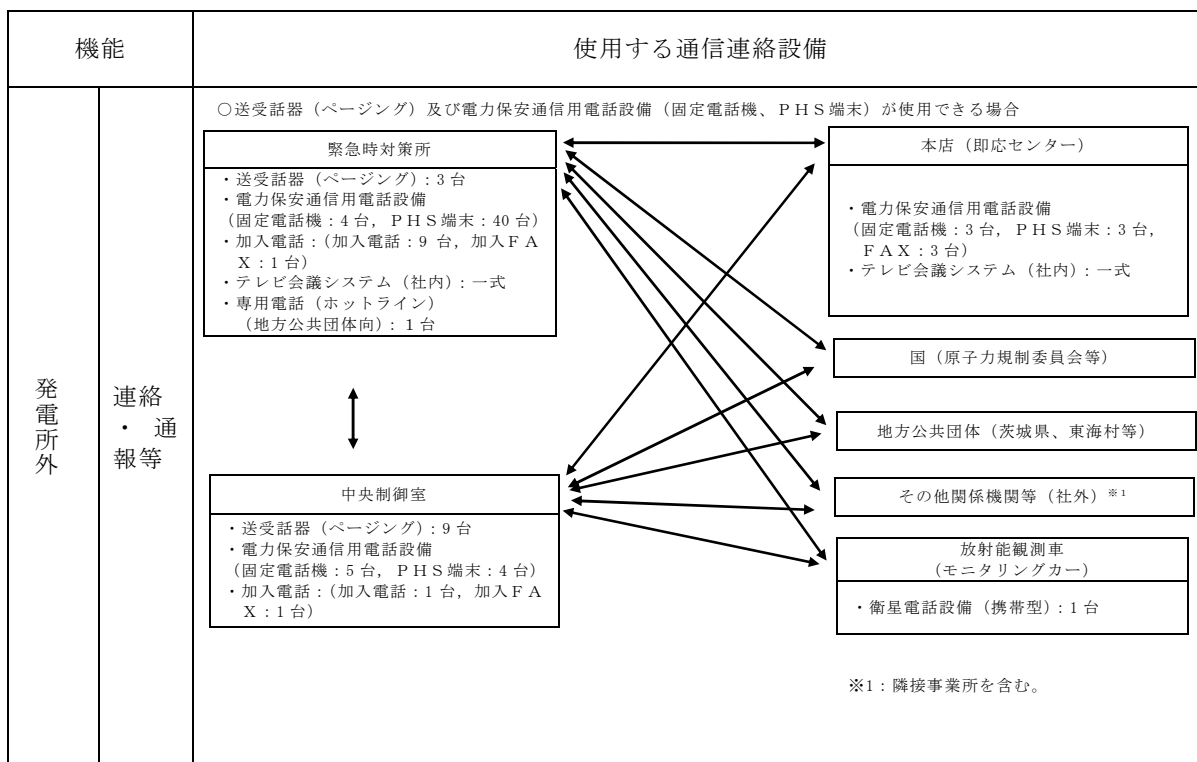 機能
使用する通信連絡設備
発電所外
連絡
・ 通
報等
○送受話器（ページング）及び電力保安通信用電話設備（固定電話機、ＰＨＳ端末）が使用できる場合
緊急時対策所
・送受話器（ページング）：3 台
・電力保安通信用電話設備
（固定電話機：4 台，ＰＨＳ端末：40 台）
・加入電話：（加入電話：9 台，加入ＦＡ
Ｘ：1 台）
・テレビ会議システム（社内）：一式
・専用電話（ホットライン）
（地方公共団体向）：１台
中央制御室
・送受話器（ページング）：9 台
・電力保安通信用電話設備
（固定電話機：5 台，ＰＨＳ端末：4 台）
・加入電話：（加入電話：1 台，加入ＦＡ
Ｘ：1 台）
本店（即応センター）
・電力保安通信用電話設備
（固定電話機：3 台，ＰＨＳ端末：3 台，
ＦＡＸ：3 台）
・テレビ会議システム（社内）：一式
国（原子力規制委員会等）
地方公共団体（茨城県、東海村等）
その他関係機関等（社外）※1
放射能観測車
（モニタリングカー）
・衛星電話設備（携帯型）：1 台
※1：隣接事業所を含む。